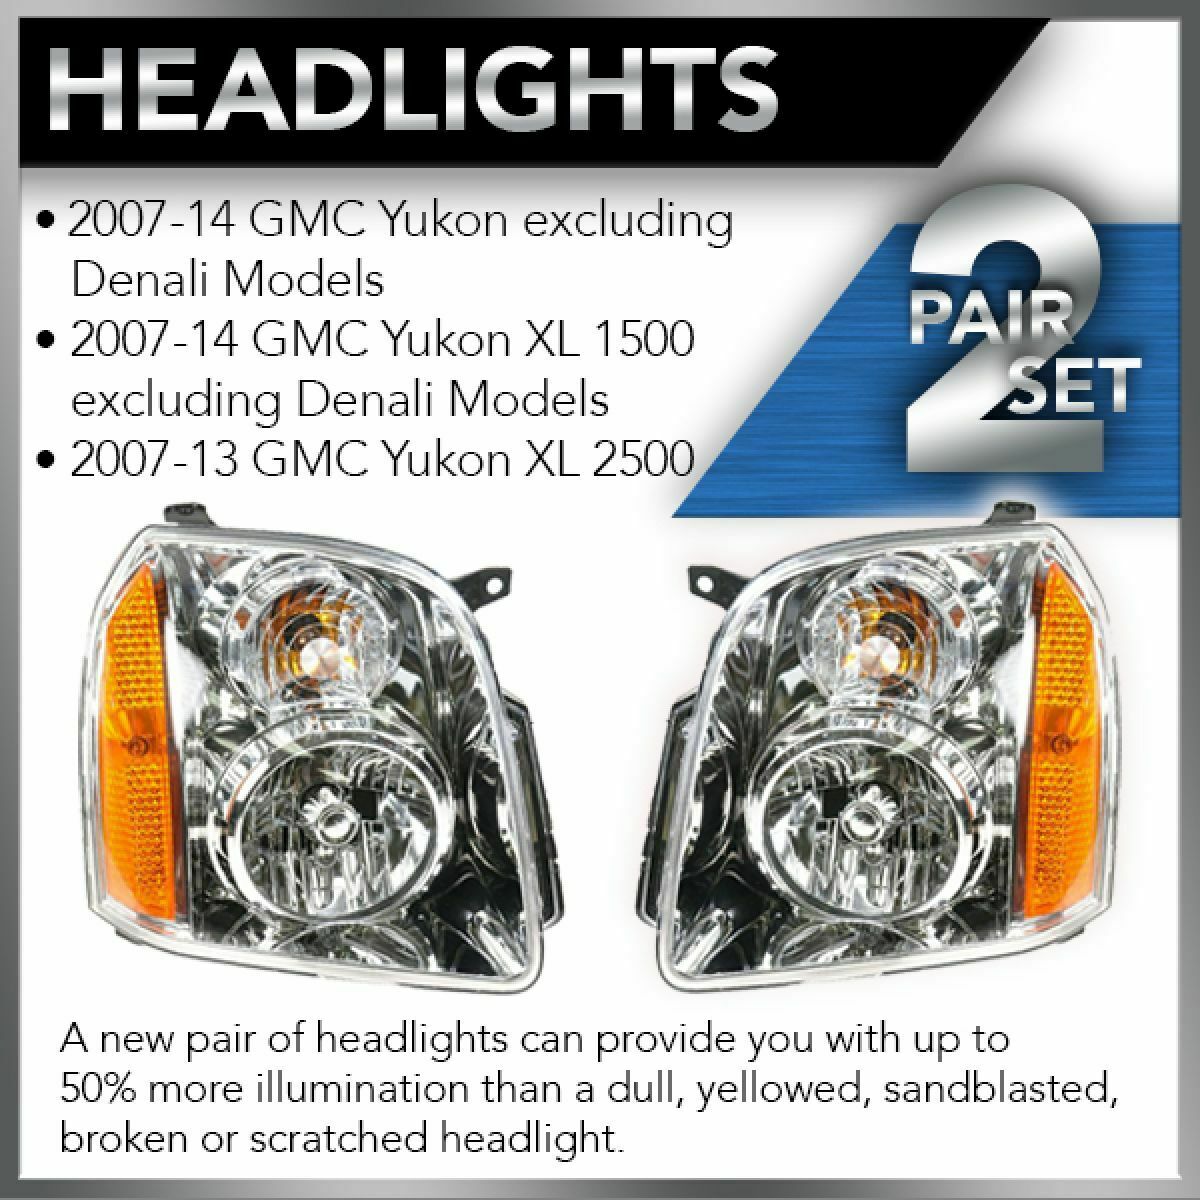 HEADLIGHTS
• 2007-14 GMC Yukon excluding
Denali Models
• 2007-14 GMC Yukon XL 1500
excluding Denali Models
• 2007-13 GMC Yukon XL 2500
2
PAIR
SET
A new pair of headlights can provide you with up to
50% more illumination than a dull, yellowed, sandblasted,
broken or scratched headlight.